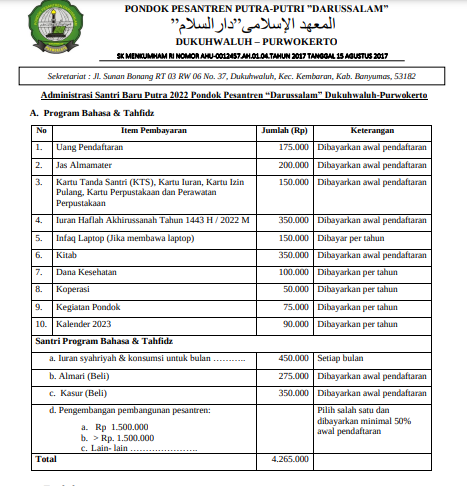 PONDOK PESANTREN PUTRA-PUTRI "DARUSSALAM"
المعهد الإسلامى"دارالسلام"
DUKUHWALUH – PURWOKERTO
SK MENKUMHAM RI NOMOR AHU-0012457.AH.01.04.TAHUN 2017 TANGGAL 15 AGUSTUS 2017
Sekretariat : Jl. Sunan Bonang RT 03 RW 06 No. 37, Dukuhwaluh, Kec. Kembaran, Kab. Banyumas, 53182
Administrasi Santri Baru Putra 2022 Pondok Pesantren "Darussalam" Dukuhwaluh-Purwokerto
A. Program Bahasa & Tahfidz
No Item Pembayaran Jumlah (Rp) Keterangan
1. Uang Pendaftaran 175.000 Dibayarkan awal pendaftaran
2. Jas Almamater 200.000 Dibayarkan awal pendaftaran
3. Kartu Tanda Santri (KTS), Kartu Iuran, Kartu Izin 150.000 Dibayarkan awal pendaftaran
Pulang, Kartu Perpustakaan dan Perawatan
Perpustakaan
4. Iuran Haflah Akhirussanah Tahun 1443 H / 2022 M 350.000 Dibayarkan awal pendaftaran
5. Infaq Laptop (Jika membawa laptop) 150.000 Dibayar per tahun
6. Kitab 350.000 Dibayarkan awal pendaftaran
7. Dana Kesehatan 100.000 Dibayarkan per tahun
8. Koperasi 50.000 Dibayarkan per tahun
9. Kegiatan Pondok 75.000 Dibayarkan per tahun
10. Kalender 2023 90.000 Dibayarkan per tahun
Santri Program Bahasa & Tahfidz
a. Iuran syahriyah & konsumsi untuk bulan ……….. 450.000 Setiap bulan
b. Almari (Beli) 275.000 Dibayarkan awal pendaftaran
c. Kasur (Beli) 350.000 Dibayarkan awal pendaftaran
d. Pengembangan pembangunan pesantren: Pilih salah satu dan
dibayarkan minimal 50%
awal pendaftaran
a. Rp 1.500.000
b. > Rp. 1.500.000
c. Lain- lain ………………….
Total 4.265.000